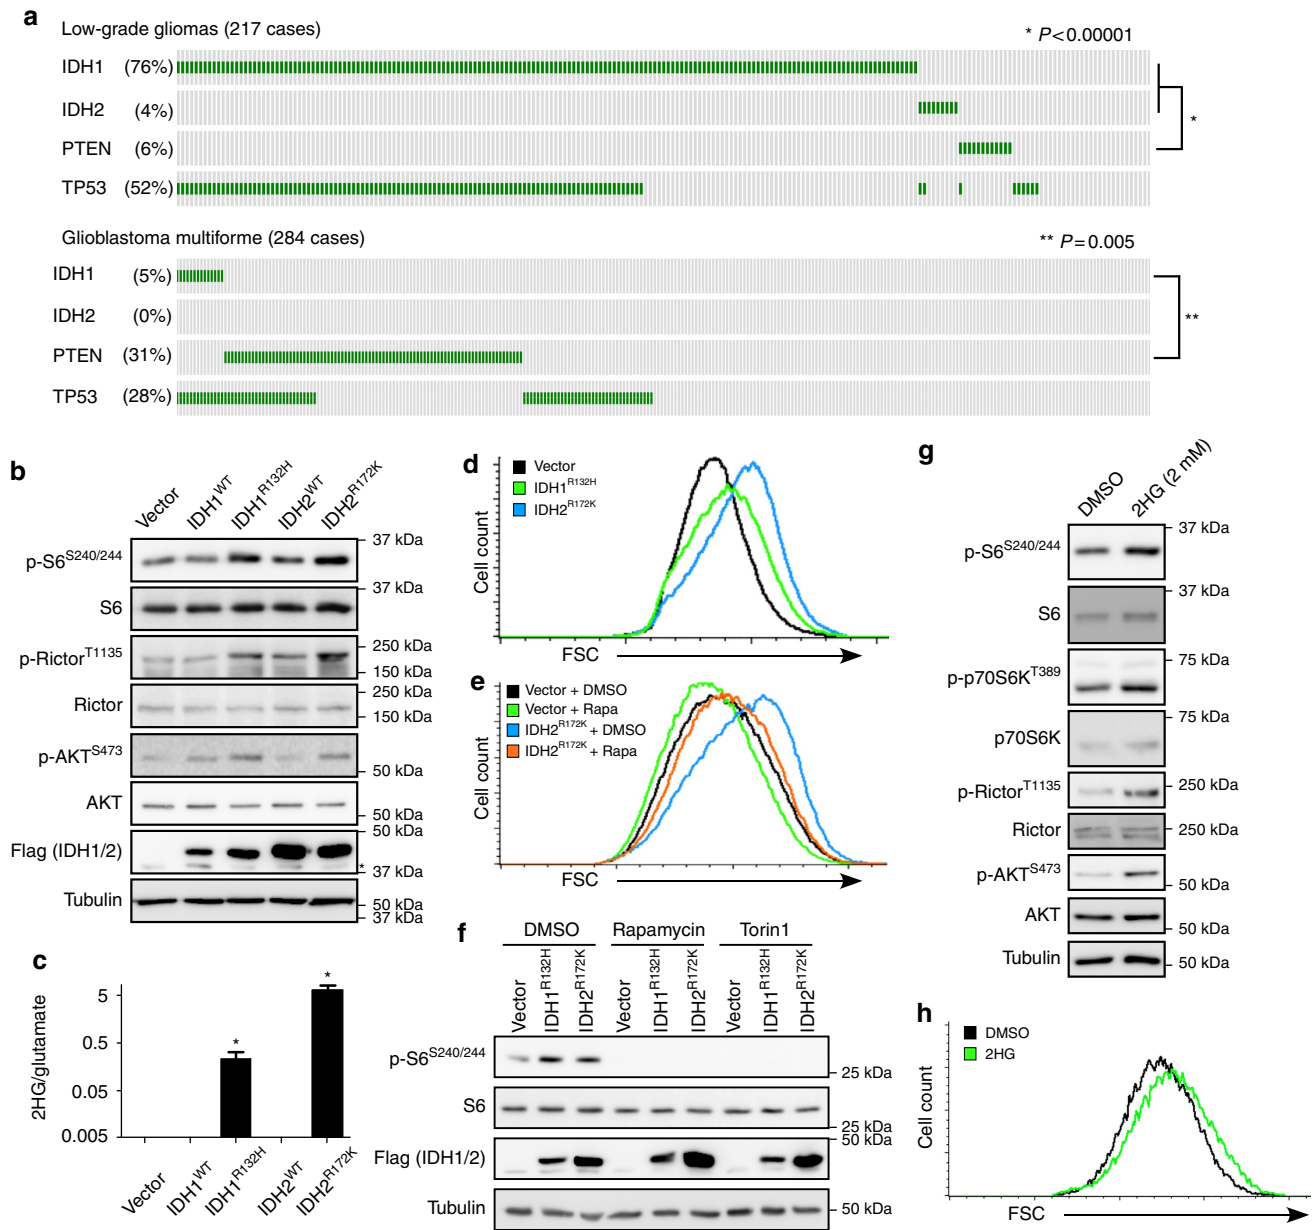 a
Low-grade gliomas (217 cases)
* P<0.00001
IDH1 (76%)
IDH2 (4%)
PTEN (6%)
TP53 (52%)
*
Glioblastoma multiforme (284 cases)
** P=0.005
IDH1 (5%)
IDH2 (0%)
PTEN (31%)
TP53 (28%)
**
b
Vector IDH1WT IDH1R132H IDH2WT IDH2R172K
p-S6S240/244 37 kDa
S6 37 kDa
p-RictorT1135 250 kDa
150 kDa
Rictor 250 kDa
150 kDa
p-AKTS473 50 kDa
AKT 50 kDa
Flag (IDH1/2) 50 kDa
* 37 kDa
Tubulin 50 kDa
37 kDa
c
2HG/glutamate
5
0.5
0.05
0.005
* *
Vector IDH1WT IDH1R132H IDH2WT IDH2R172K
d
Vector
IDH1R132H
IDH2R172K
Cell count
FSC
e
Vector + DMSO
Vector + Rapa
IDH2R172K + DMSO
IDH2R172K + Rapa
Cell count
FSC
f
DMSO Rapamycin Torin1
Vector IDH1R132H IDH2R172K Vector IDH1R132H IDH2R172K Vector IDH1R132H IDH2R172K
p-S6S240/244 25 kDa
S6 25 kDa
Flag (IDH1/2) 50 kDa
Tubulin 50 kDa
g
DMSO 2HG (2 mM)
p-S6S240/244 37 kDa
S6 37 kDa
p-p70S6KT389 75 kDa
p70S6K 75 kDa
p-RictorT1135 250 kDa
Rictor 250 kDa
p-AKTS473 50 kDa
AKT 50 kDa
Tubulin 50 kDa
h
DMSO
2HG
Cell count
FSC